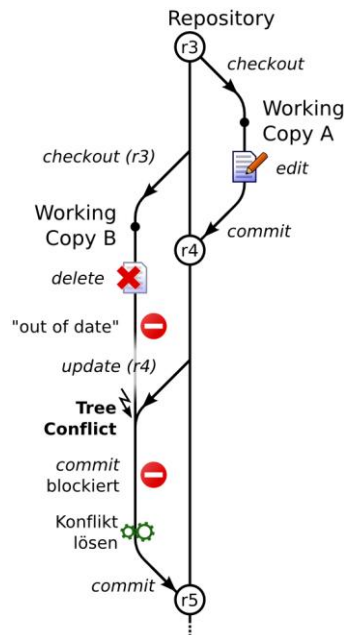 Repository
r3
checkout
Working
Copy A
edit
checkout (r3)
Working
Copy B
commit
r4
delete
"out of date"
update (r4)
Tree
Conflict
commit
blockiert
Konflikt
lösen
commit
r5